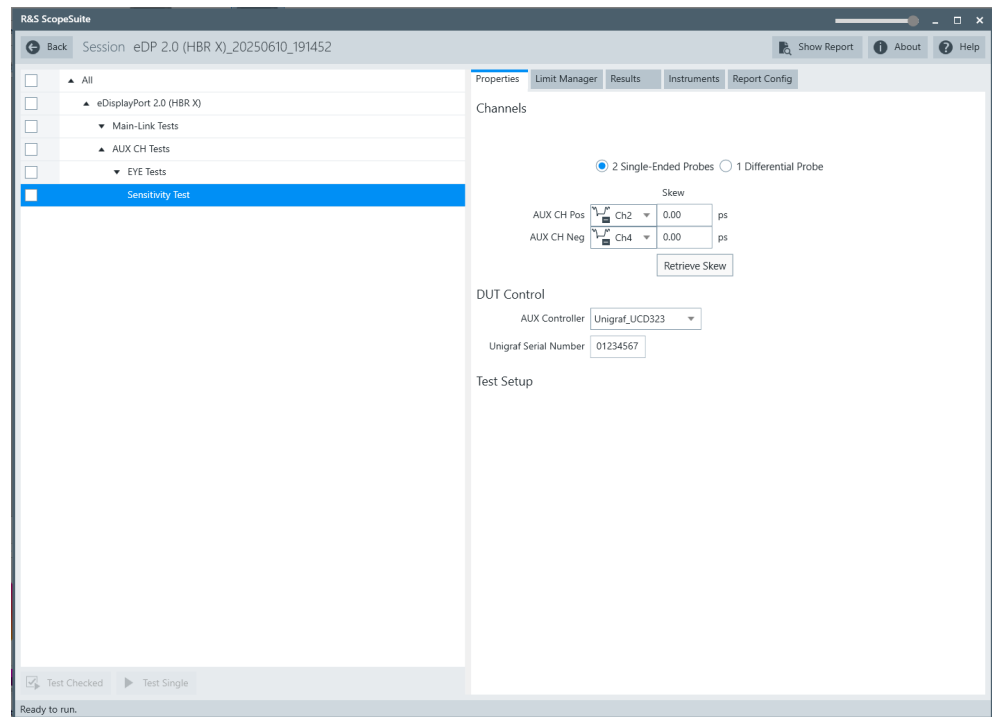 R&S ScopeSuite
Back Session eDP 2.0 (HBR X)_20250610_191452 Show Report About Help
All
eDisplayPort 2.0 (HBR X)
Main-Link Tests
AUX CH Tests
EYE Tests
Sensitivity Test
Properties Limit Manager Results Instruments Report Config
Channels
2 Single-Ended Probes 1 Differential Probe
Skew
AUX CH Pos Ch2 0.00 ps
AUX CH Neg Ch4 0.00 ps
Retrieve Skew
DUT Control
AUX Controller Unigraf_UCD323
Unigraf Serial Number 01234567
Test Setup
Test Checked Test Single
Ready to run.